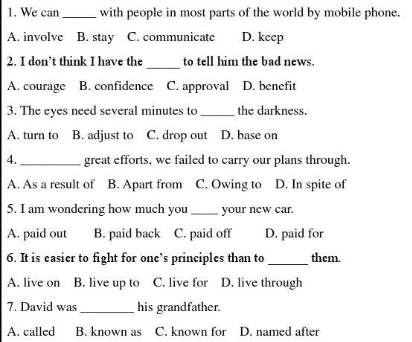 1. We can _____ with people in most parts of the world by mobile phone.
A. involve B. stay C. communicate D. keep
2. I don't think I have the _____ to tell him the bad news.
A. courage B. confidence C. approval D. benefit
3. The eyes need several minutes to _____ the darkness.
A. turn to B. adjust to C. drop out D. base on
4. _________ great efforts, we failed to carry our plans through.
A. As a result of B. Apart from C. Owing to D. In spite of
5. I am wondering how much you ____ your new car.
A. paid out B. paid back C. paid off D. paid for
6. It is easier to fight for one's principles than to ______ them.
A. live on B. live up to C. live for D. live through
7. David was ________ his grandfather.
A. called B. known as C. known for D. named after